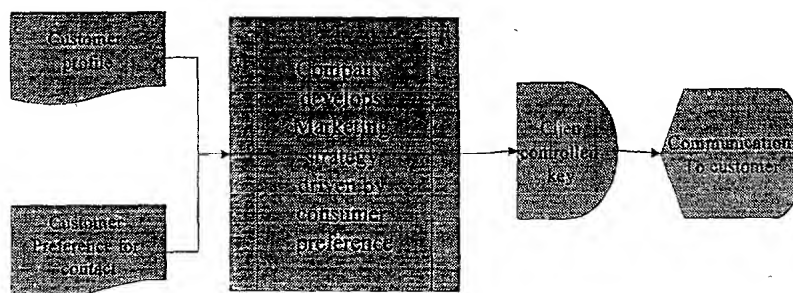 Customer
profile
Customer
Preference for
contact
Company
develops
Marketing
strategy
driven by
consumer
preference
Client
controlled
key
Communication
To customer